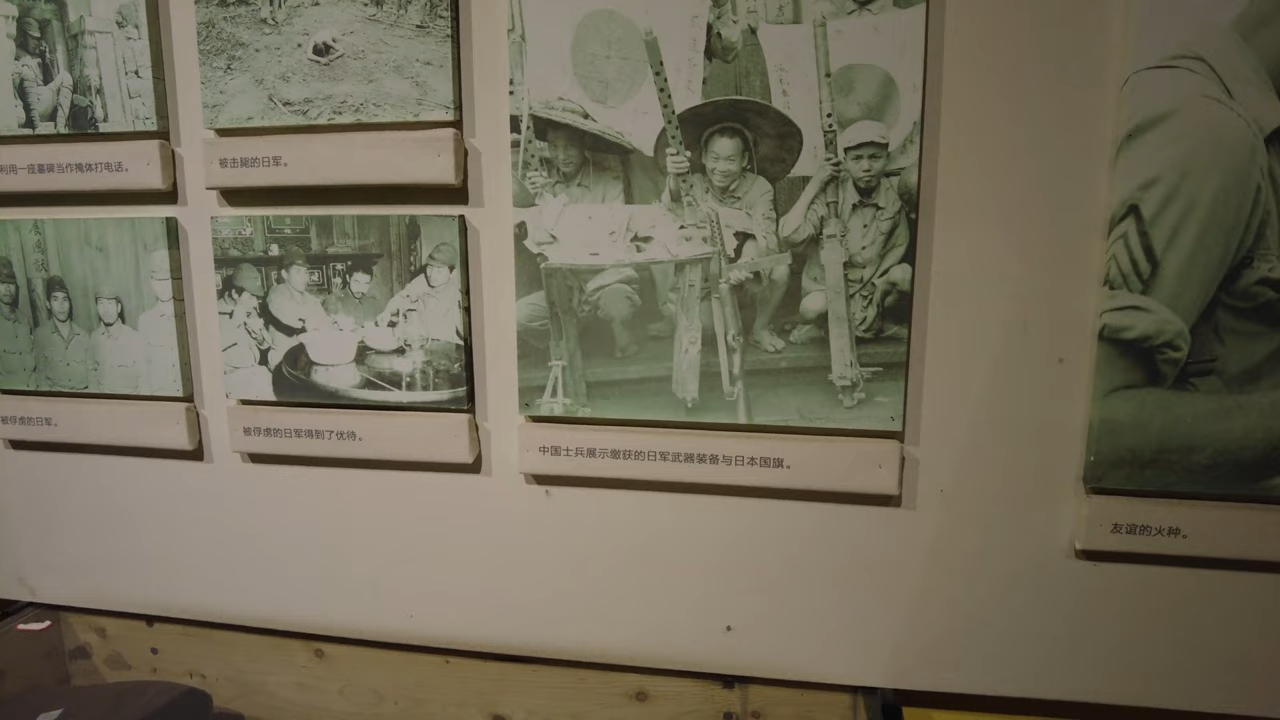 利用一座墓碑当作掩体打电话。
被击毙的日军。
被俘虏的日军。
被俘虏的日军得到了优待。
中国士兵展示缴获的日军武器装备与日本国旗。
友谊的火种。